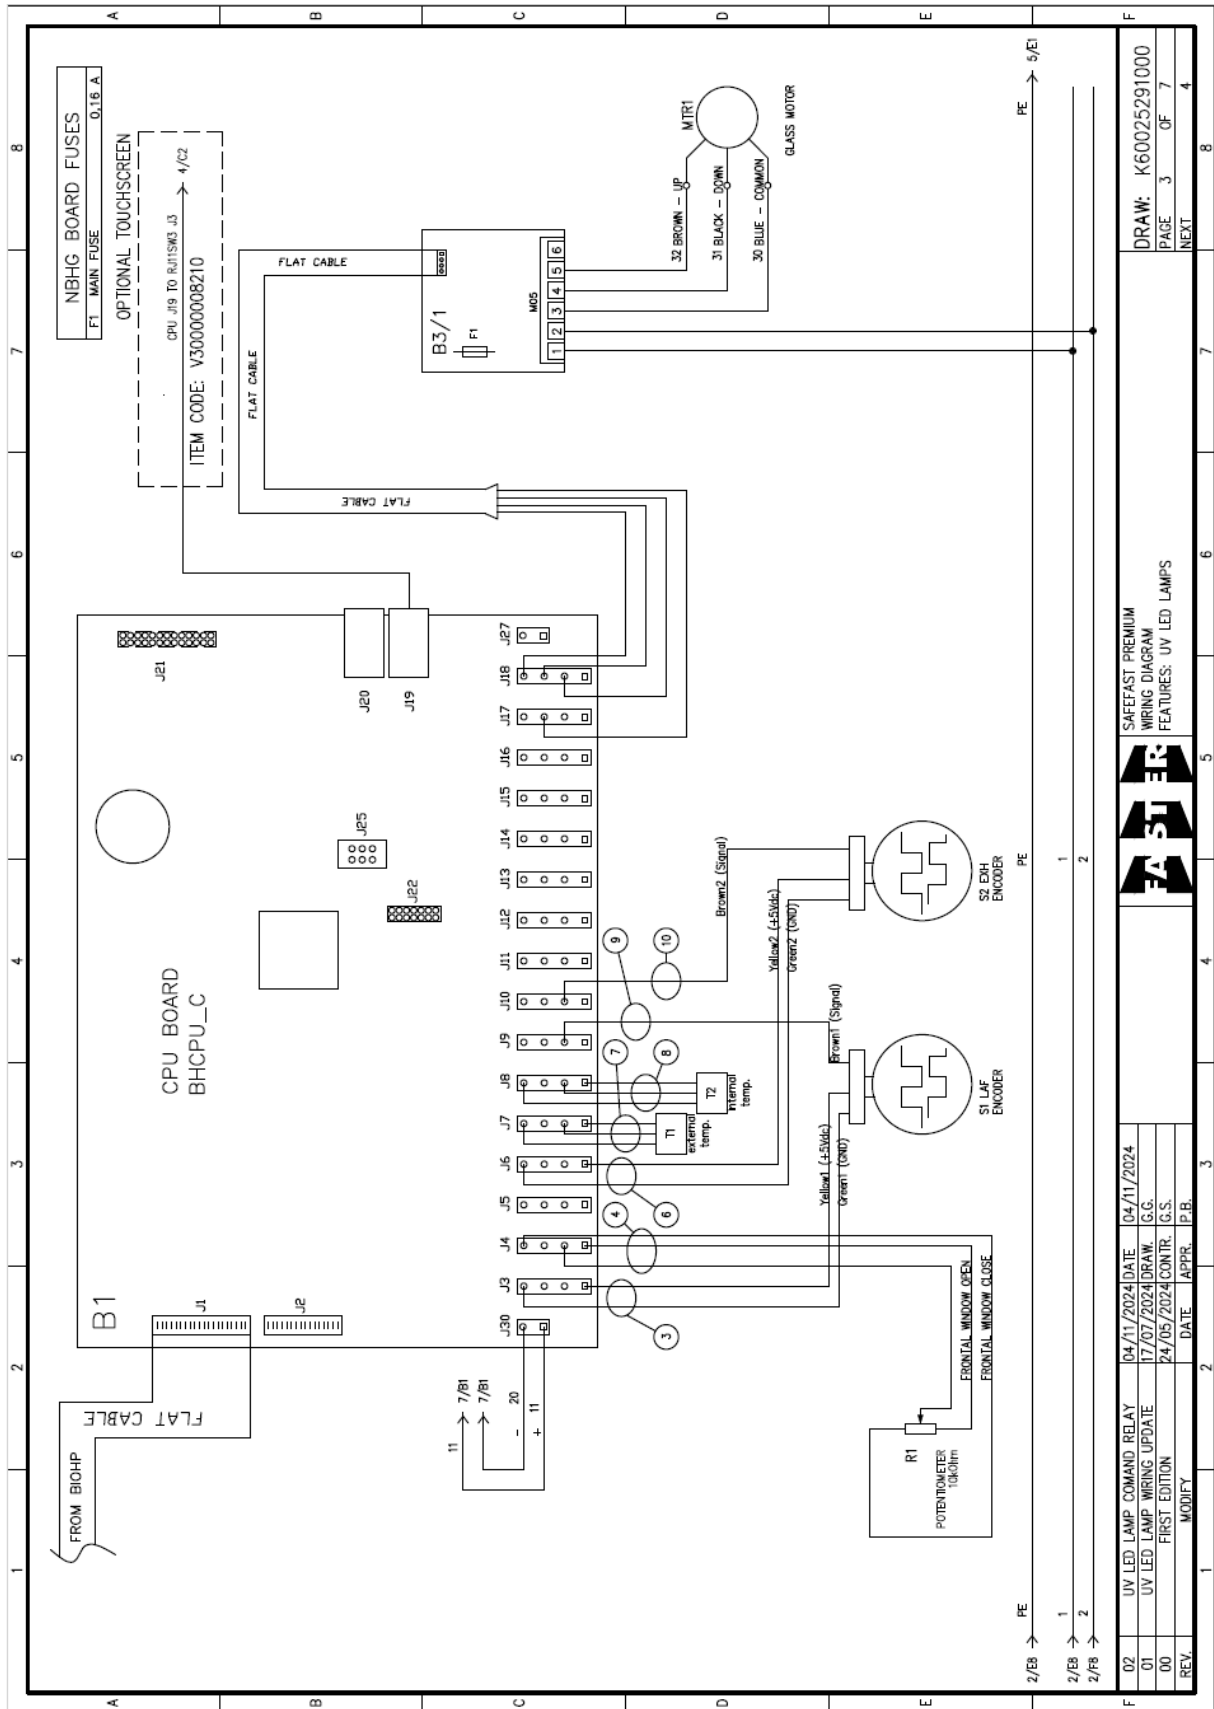 1
2
3
4
5
6
7
8
A
B
C
D
E
F
NBHG BOARD FUSES
F1 MAIN FUSE 0,16 A
OPTIONAL TOUCHSCREEN
CPU J19 TO RJ11SW3 J3
4/C2
ITEM CODE: V30000008210
FROM BIOHP
FLAT CABLE
B1
CPU BOARD
BHCPU_C
J1
J2
J21
J20
J19
J25
J22
J30
J3
J4
J5
J6
J7
J8
J9
J10
J11
J12
J13
J14
J15
J16
J17
J18
J27
FLAT CABLE
FLAT CABLE
FLAT CABLE
B3/1
F1
M05
1
2
3
4
5
6
11
7/B1
7/B1
- 20
+ 11
3
4
6
7
8
9
10
T1
external
temp.
T2
internal
temp.
32 BROWN - UP
31 BLACK - DOWN
30 BLUE - COMMON
MTR1
GLASS MOTOR
Brown2 (Signal)
Yellow2 (+5Vdc)
Green2 (GND)
Brown1 (Signal)
Yellow1 (+5Vdc)
Green1 (GND)
S1 LAF
ENCODER
S2 EXH
ENCODER
FRONTAL WINDOW OPEN
FRONTAL WINDOW CLOSE
R1
POTENTIOMETER
10kOhm
2/E8
PE
PE
PE
5/E1
2/E8
1
1
2/F8
2
2
02 UV LED LAMP COMAND RELAY 04/11/2024 DATE 04/11/2024
01 UV LED LAMP WIRING UPDATE 17/07/2024 DRAW. G.G.
00 FIRST EDITION 24/05/2024 CONTR. G.S.
REV. MODIFY DATE APPR. P.B.
FASTER
SAFEFAST PREMIUM
WIRING DIAGRAM
FEATURES: UV LED LAMPS
DRAW: K60025291000
PAGE 3 OF 7
NEXT 4
1
2
3
4
5
6
7
8
A
B
C
D
E
F